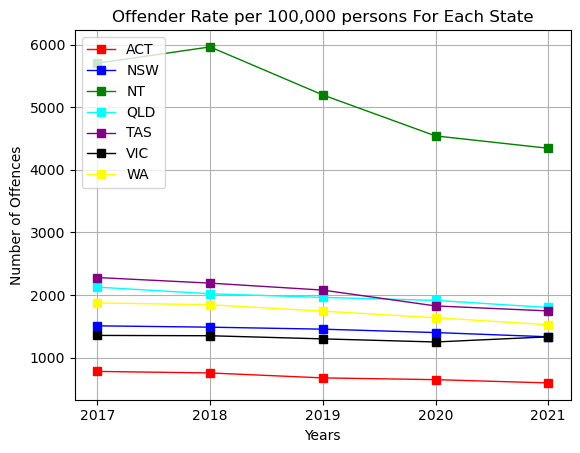 Offender Rate per 100,000 persons For Each State
6000
5000
4000
3000
2000
1000
Number of Offences
ACT
NSW
NT
QLD
TAS
VIC
WA
2017 2018 2019 2020 2021
Years